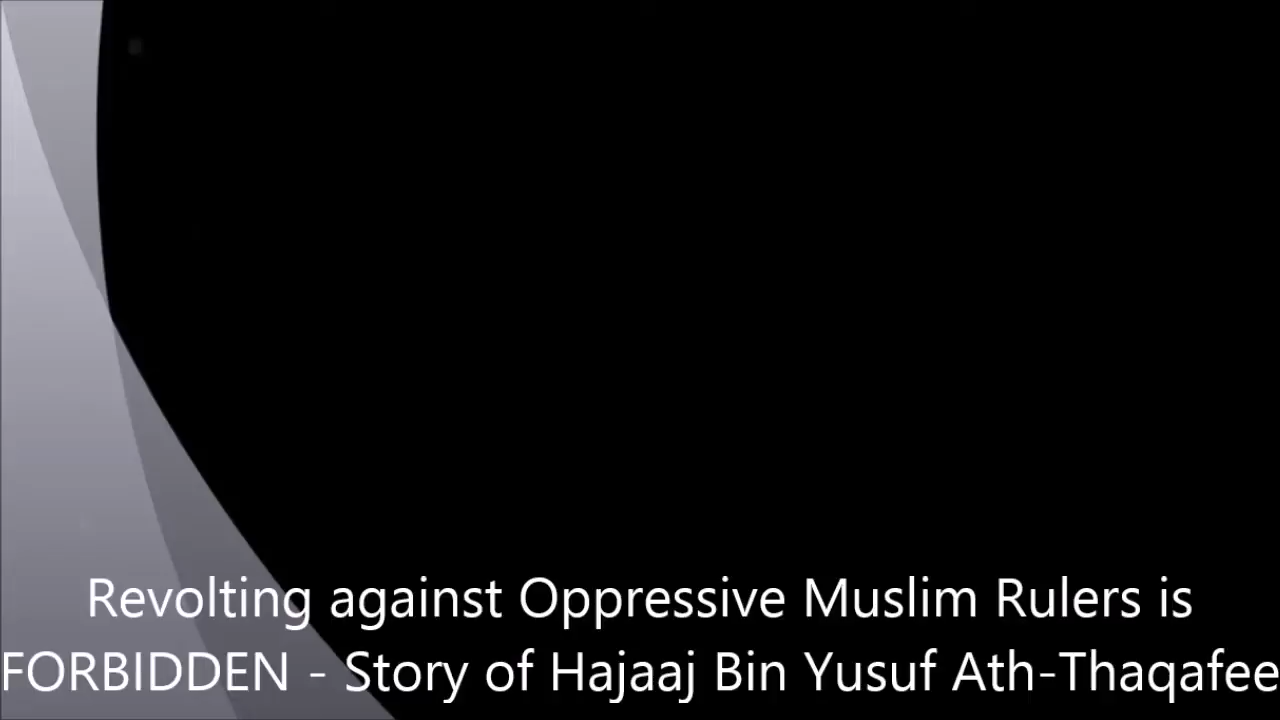 Revolting against Oppressive Muslim Rulers is
FORBIDDEN - Story of Hajaaj Bin Yusuf Ath-Thaqafee